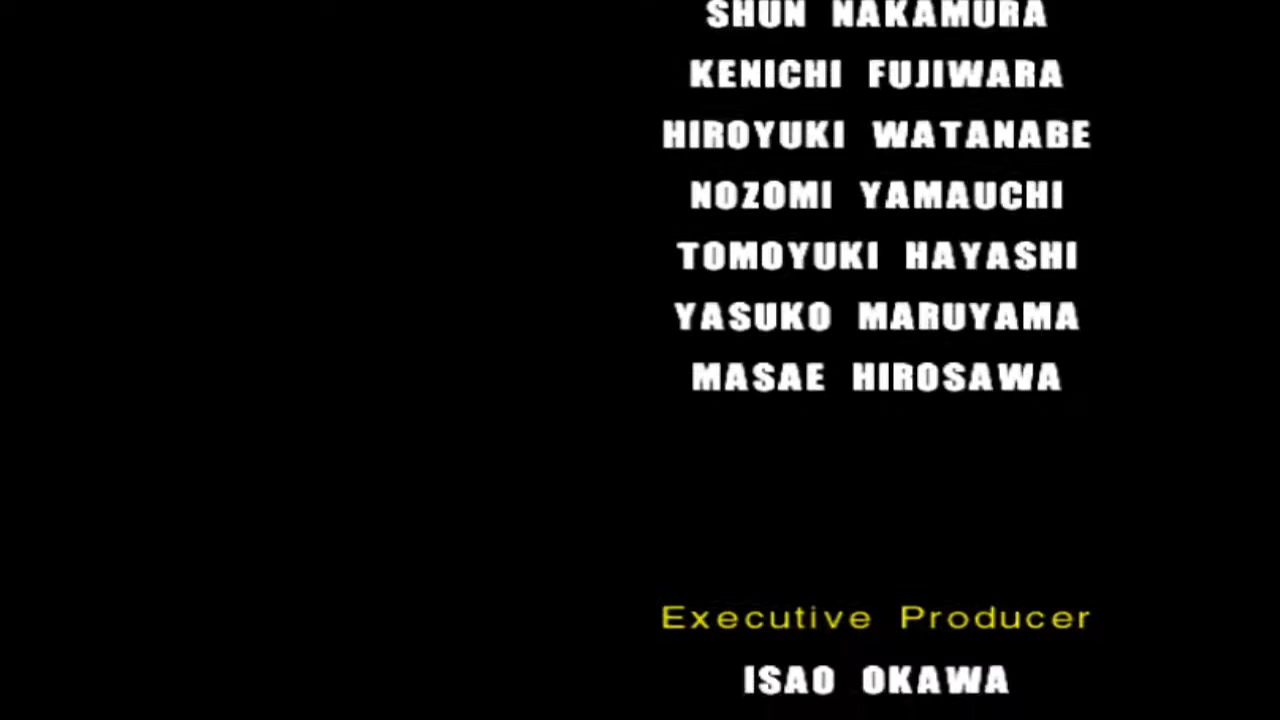 SHUN NAKAMURA
KENICHI FUJIWARA
HIROYUKI WATANABE
NOZOMI YAMAUCHI
TOMOYUKI HAYASHI
YASUKO MARUYAMA
MASAE HIROSAWA
Executive Producer
ISAO OKAWA